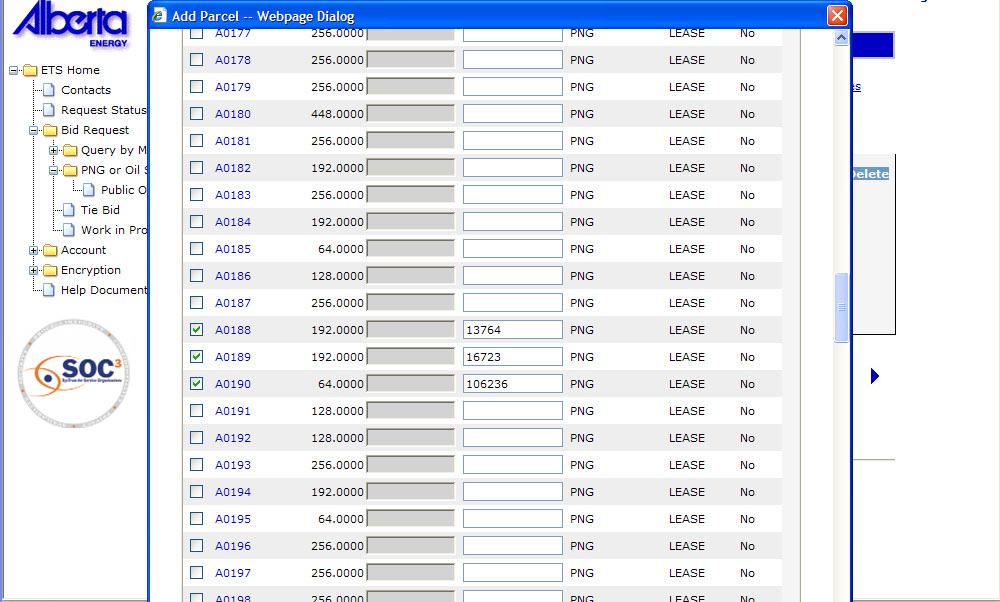 Alberta
ENERGY
ETS Home
Contacts
Request Status
Bid Request
Query by M
PNG or Oil S
Public O
Tie Bid
Work in Pro
Account
Encryption
Help Document
SOC3
Add Parcel -- Webpage Dialog
A0177 256.0000 PNG LEASE No
A0178 256.0000 PNG LEASE No
A0179 256.0000 PNG LEASE No
A0180 448.0000 PNG LEASE No
A0181 256.0000 PNG LEASE No
A0182 192.0000 PNG LEASE No
A0183 256.0000 PNG LEASE No
A0184 192.0000 PNG LEASE No
A0185 64.0000 PNG LEASE No
A0186 128.0000 PNG LEASE No
A0187 256.0000 PNG LEASE No
A0188 192.0000 13764 PNG LEASE No
A0189 192.0000 16723 PNG LEASE No
A0190 64.0000 106236 PNG LEASE No
A0191 128.0000 PNG LEASE No
A0192 128.0000 PNG LEASE No
A0193 256.0000 PNG LEASE No
A0194 192.0000 PNG LEASE No
A0195 64.0000 PNG LEASE No
A0196 256.0000 PNG LEASE No
A0197 256.0000 PNG LEASE No
A0198 256.0000 PNG LEASE No
es
Delete